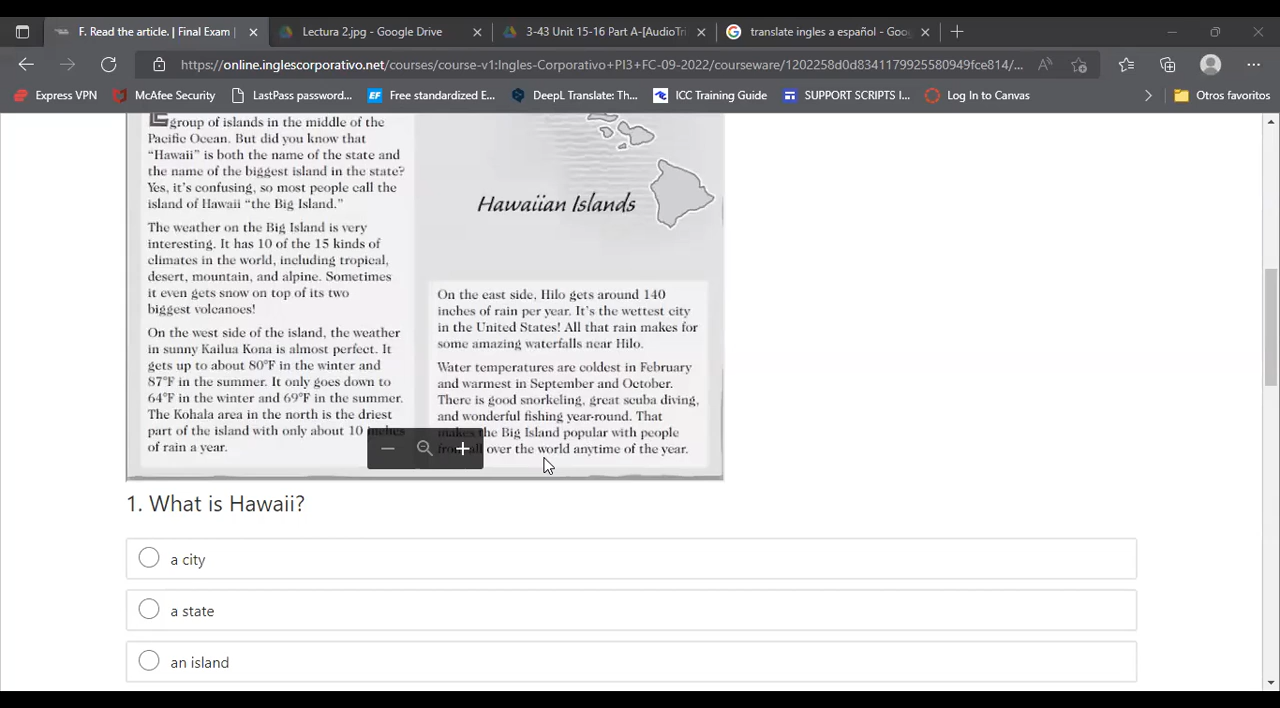 F. Read the article. | Final Exam |
Lectura 2.jpg - Google Drive
3-43 Unit 15-16 Part A-[AudioTri
translate ingles a español - Goog
https://online.inglescorporativo.net/courses/course-v1:Ingles-Corporativo+PI3+FC-09-2022/courseware/1202258d0d8341179925580949fce814/...
Express VPN
McAfee Security
LastPass password...
Free standardized E...
DeepL Translate: Th...
ICC Training Guide
SUPPORT SCRIPTS I...
Log In to Canvas
Otros favoritos
group of islands in the middle of the
Pacific Ocean. But did you know that
“Hawaii” is both the name of the state and
the name of the biggest island in the state?
Yes, it’s confusing, so most people call the
island of Hawaii “the Big Island.”
The weather on the Big Island is very
interesting. It has 10 of the 15 kinds of
climates in the world, including tropical,
desert, mountain, and alpine. Sometimes
it even gets snow on top of its two
biggest volcanoes!
On the west side of the island, the weather
in sunny Kailua Kona is almost perfect. It
gets up to about 80°F in the winter and
87°F in the summer. It only goes down to
64°F in the winter and 69°F in the summer.
The Kohala area in the north is the driest
part of the island with only about 10 inches
of rain a year.
Hawaiian Islands
On the east side, Hilo gets around 140
inches of rain per year. It’s the wettest city
in the United States! All that rain makes for
some amazing waterfalls near Hilo.
Water temperatures are coldest in February
and warmest in September and October.
There is good snorkeling, great scuba diving,
and wonderful fishing year-round. That
makes the Big Island popular with people
from all over the world anytime of the year.
1. What is Hawaii?
a city
a state
an island